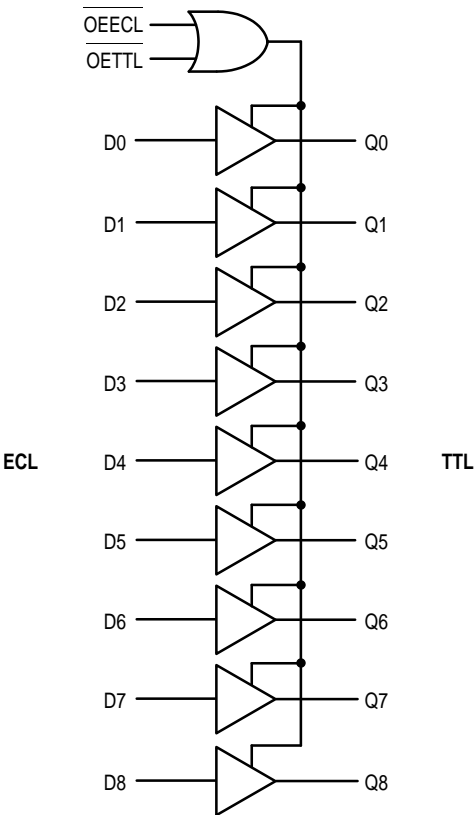 OEECL
OETTL
D0 Q0
D1 Q1
D2 Q2
D3 Q3
ECL D4 Q4 TTL
D5 Q5
D6 Q6
D7 Q7
D8 Q8